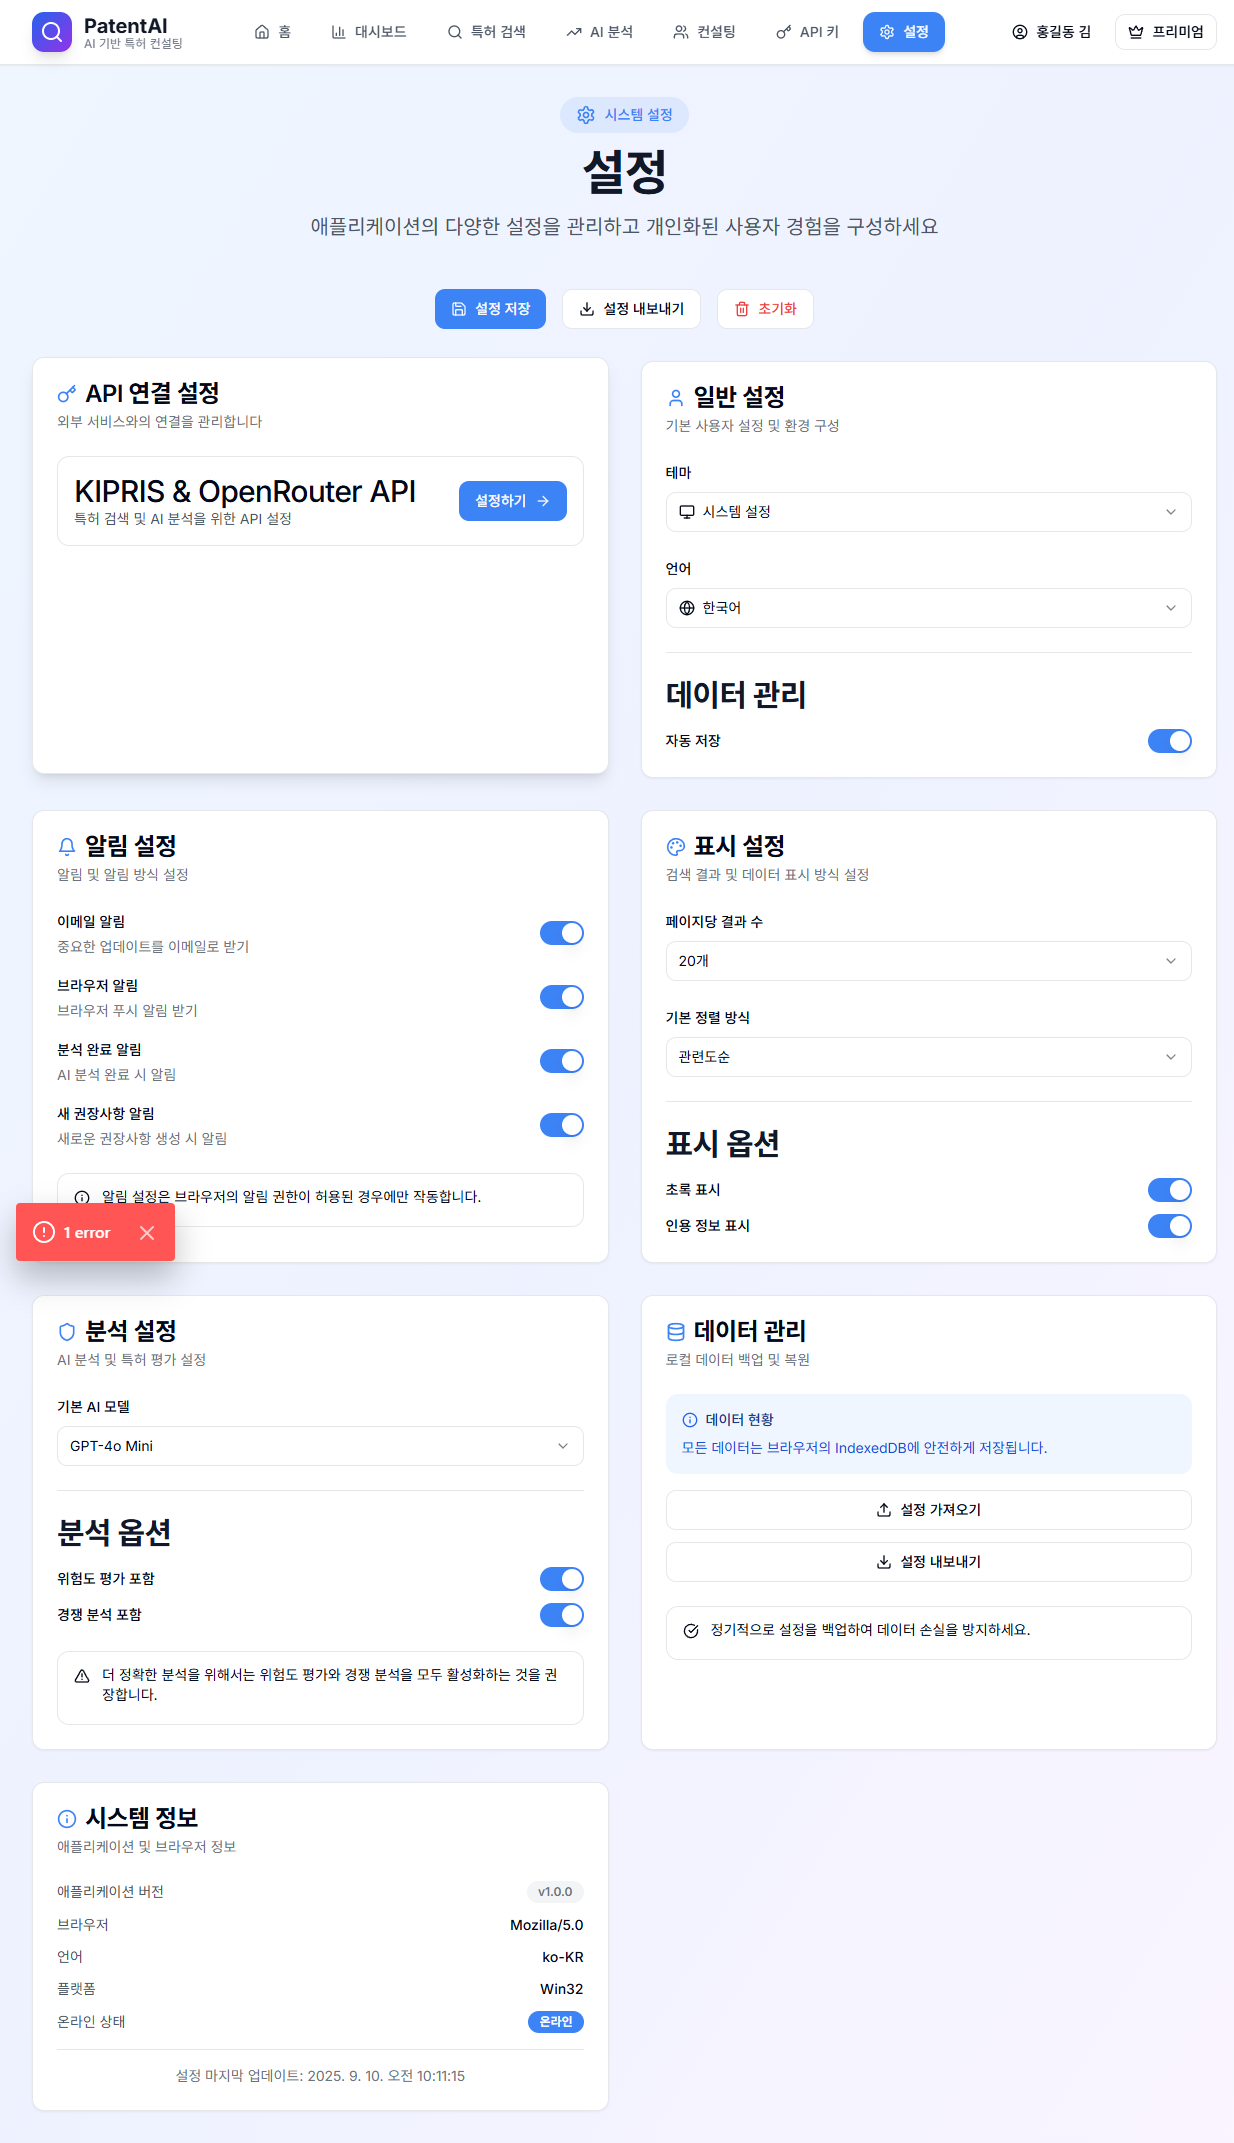 PatentAI
AI 기반 특허 컨설팅
홈
대시보드
특허 검색
AI 분석
컨설팅
API 키
설정
홍길동 김
프리미엄
시스템 설정
설정
애플리케이션의 다양한 설정을 관리하고 개인화된 사용자 경험을 구성하세요
설정 저장
설정 내보내기
초기화
API 연결 설정
외부 서비스와의 연결을 관리합니다
KIPRIS & OpenRouter API
특허 검색 및 AI 분석을 위한 API 설정
설정하기
일반 설정
기본 사용자 설정 및 환경 구성
테마
시스템 설정
언어
한국어
데이터 관리
자동 저장
알림 설정
알림 및 알림 방식 설정
이메일 알림
중요한 업데이트를 이메일로 받기
브라우저 알림
브라우저 푸시 알림 받기
분석 완료 알림
AI 분석 완료 시 알림
새 권장사항 알림
새로운 권장사항 생성 시 알림
알림 설정은 브라우저의 알림 권한이 허용된 경우에만 작동합니다.
1 error
표시 설정
검색 결과 및 데이터 표시 방식 설정
페이지당 결과 수
20개
기본 정렬 방식
관련도순
표시 옵션
초록 표시
인용 정보 표시
분석 설정
AI 분석 및 특허 평가 설정
기본 AI 모델
GPT-4o Mini
분석 옵션
위험도 평가 포함
경쟁 분석 포함
더 정확한 분석을 위해서는 위험도 평가와 경쟁 분석을 모두 활성화하는 것을 권
장합니다.
데이터 관리
로컬 데이터 백업 및 복원
데이터 현황
모든 데이터는 브라우저의 IndexedDB에 안전하게 저장됩니다.
설정 가져오기
설정 내보내기
정기적으로 설정을 백업하여 데이터 손실을 방지하세요.
시스템 정보
애플리케이션 및 브라우저 정보
애플리케이션 버전
v1.0.0
브라우저
Mozilla/5.0
언어
ko-KR
플랫폼
Win32
온라인 상태
온라인
설정 마지막 업데이트: 2025. 9. 10. 오전 10:11:15